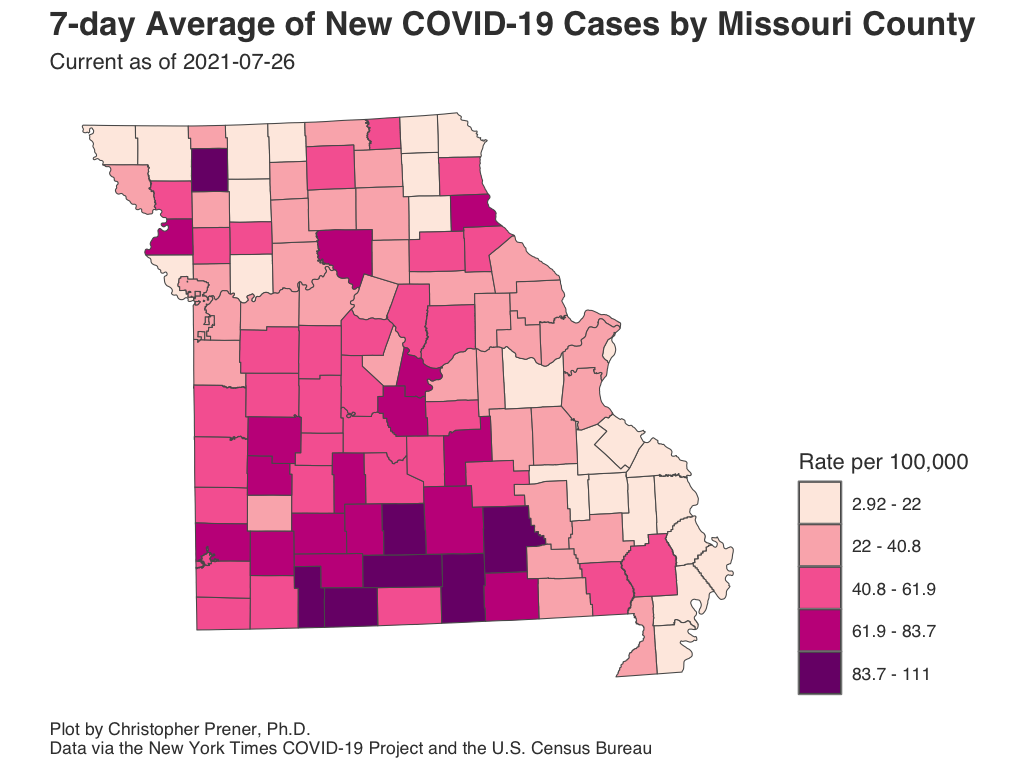 7-day Average of New COVID-19 Cases by Missouri County
Current as of 2021-07-26
Rate per 100,000
2.92 - 22
22 - 40.8
40.8 - 61.9
61.9 - 83.7
83.7 - 111
Plot by Christopher Prener, Ph.D.
Data via the New York Times COVID-19 Project and the U.S. Census Bureau